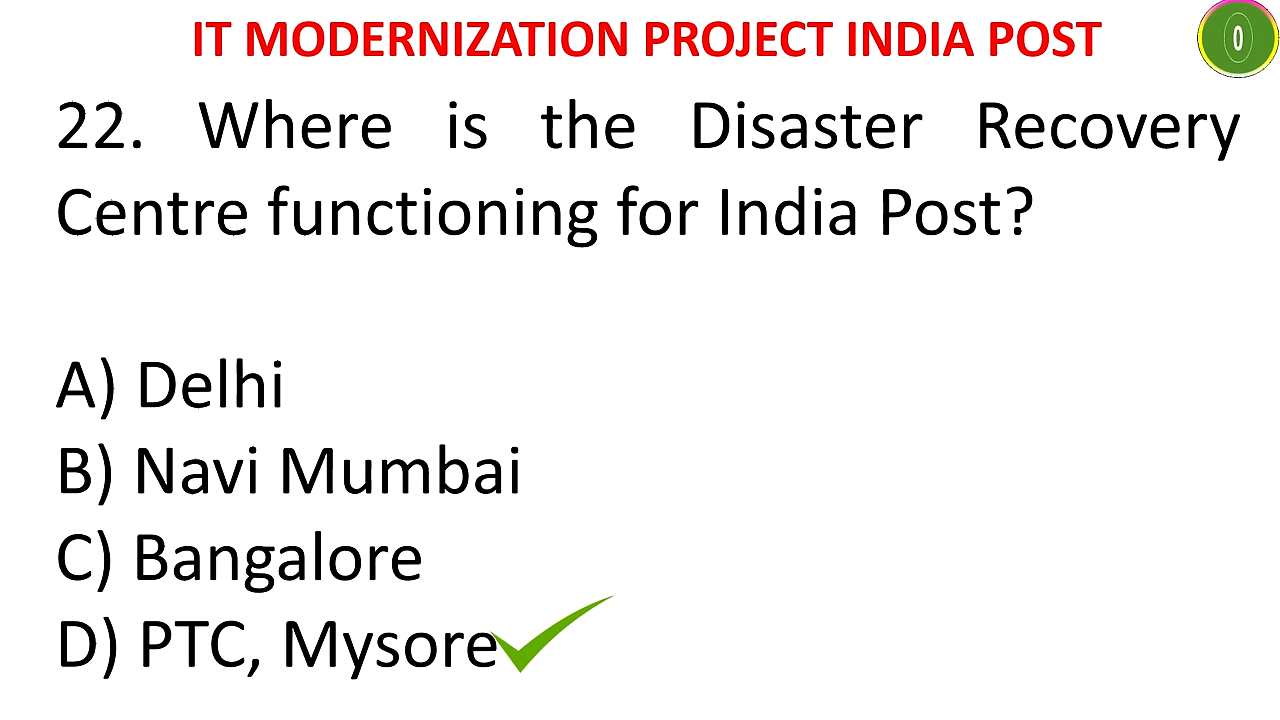 IT MODERNIZATION PROJECT INDIA POST
0
22. Where is the Disaster Recovery
Centre functioning for India Post?
A) Delhi
B) Navi Mumbai
C) Bangalore
D) PTC, Mysore